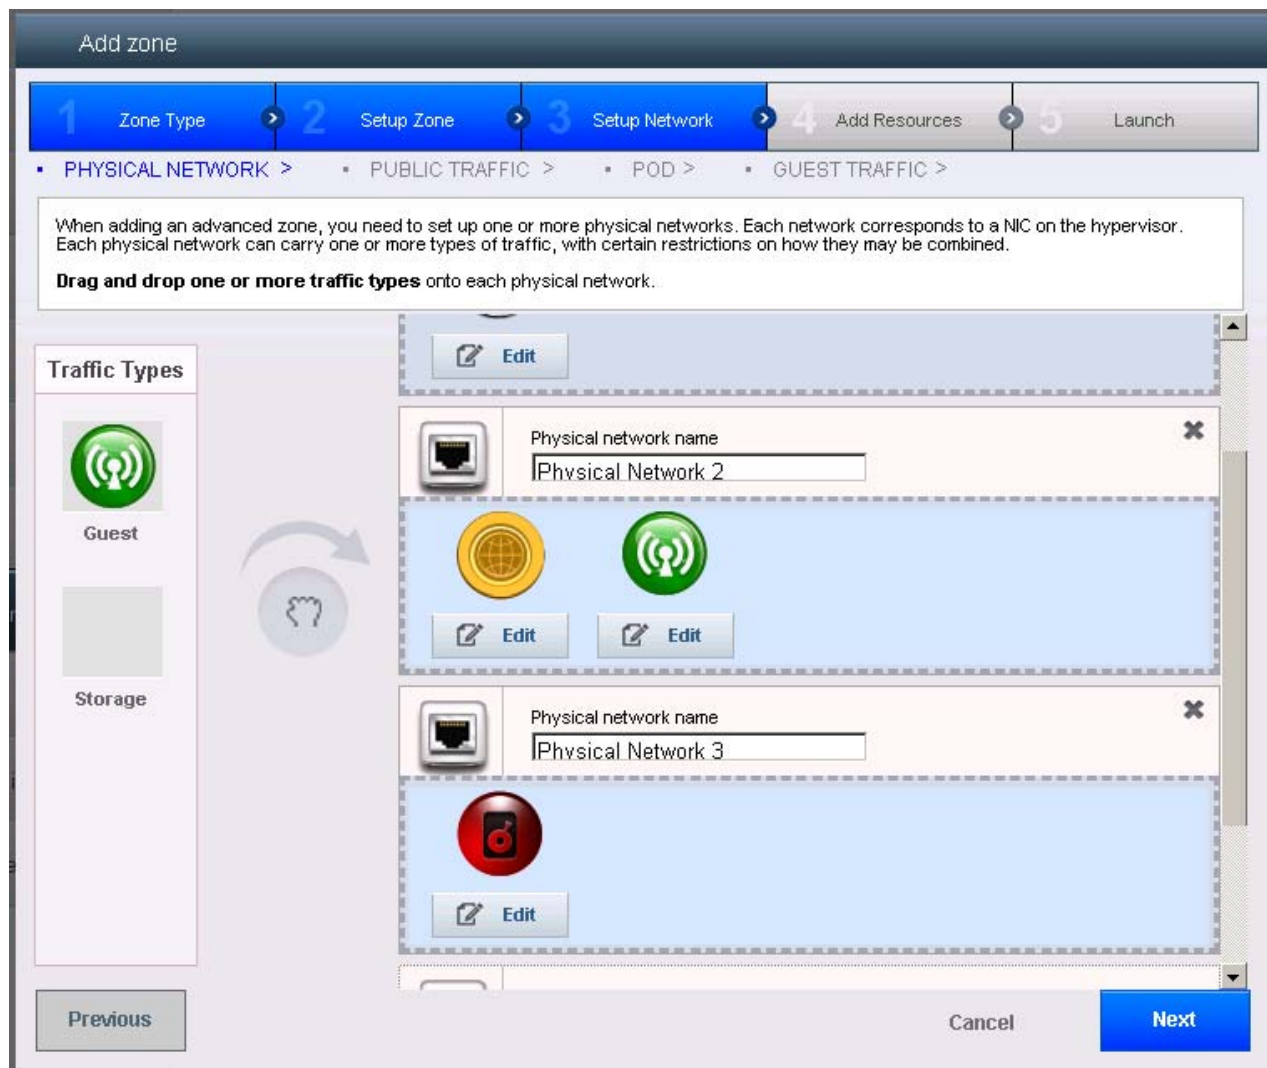 Add zone
1 Zone Type 2 Setup Zone 3 Setup Network 4 Add Resources 5 Launch
PHYSICAL NETWORK > PUBLIC TRAFFIC > POD > GUEST TRAFFIC >
When adding an advanced zone, you need to set up one or more physical networks. Each network corresponds to a NIC on the hypervisor.
Each physical network can carry one or more types of traffic, with certain restrictions on how they may be combined.
Drag and drop one or more traffic types onto each physical network.
Edit
Traffic Types
Guest
Storage
Physical network name
Physical Network 2
Edit Edit
Physical network name
Physical Network 3
Edit
Previous
Cancel
Next